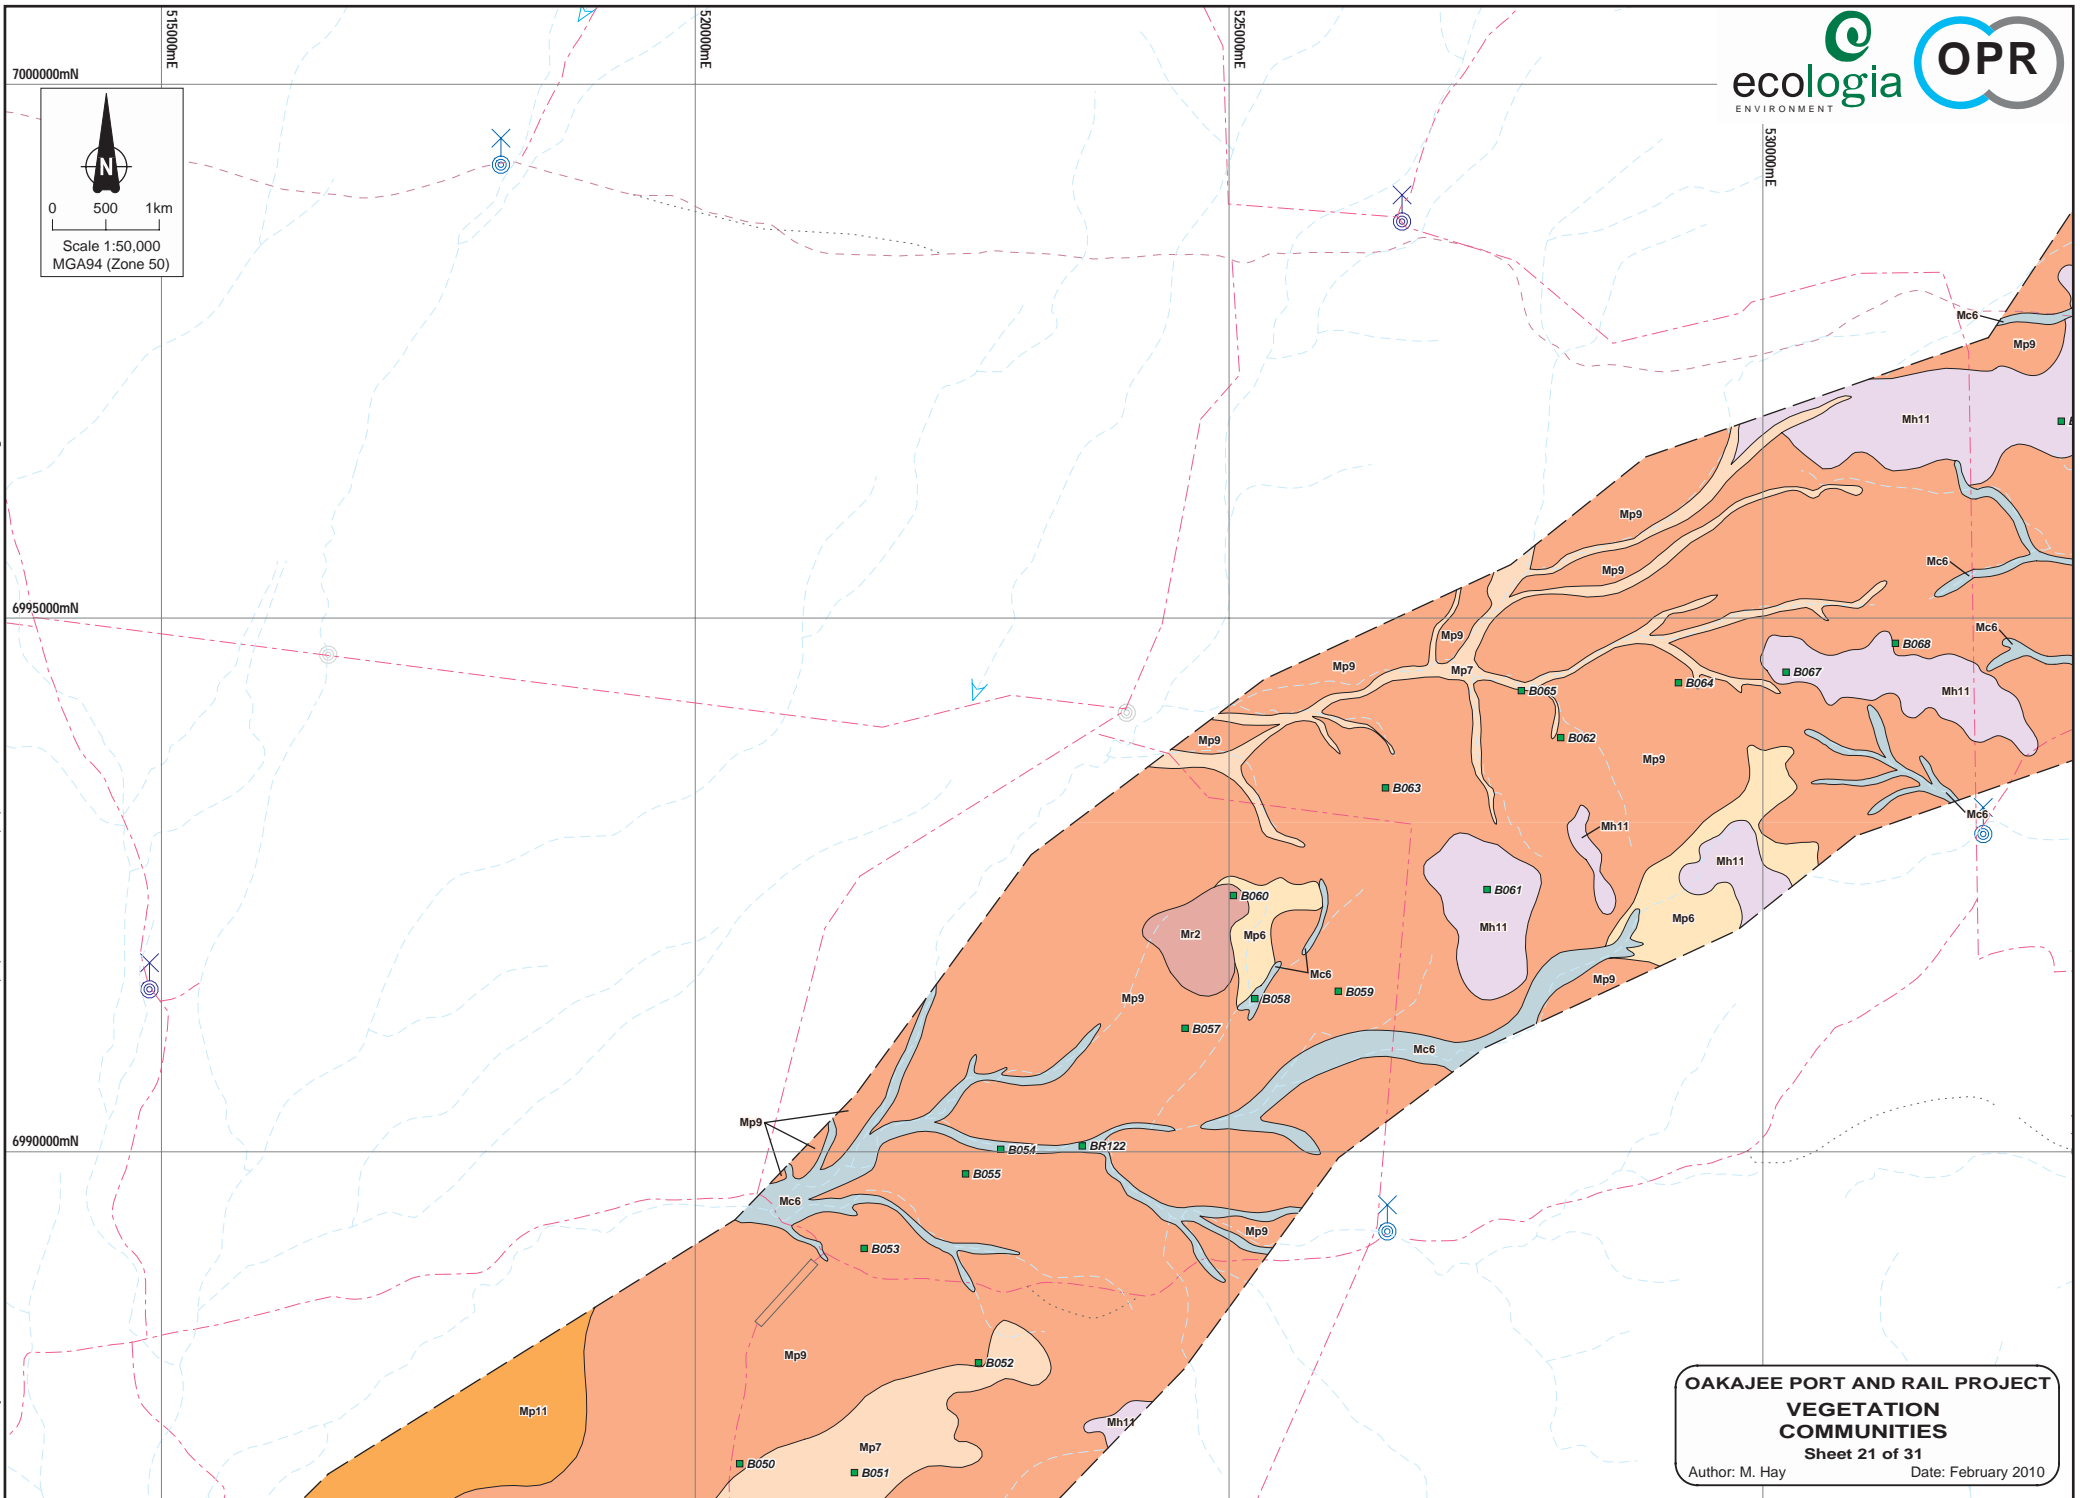 515000mE
520000mE
525000mE
530000mE
7000000mN
6995000mN
6990000mN
ecologia
ENVIRONMENT
OPR
N
0 500 1km
Scale 1:50,000
MGA94 (Zone 50)
Mc6
Mp9
Mh11
Mp9
Mp9
Mc6
Mc6
Mp9
Mp9
Mp7
B068
B067
B064
B065
Mh11
B062
Mp9
Mp9
B063
Mc6
Mh11
Mh11
B061
B060
Mr2
Mp6
Mp6
Mh11
Mc6
Mp9
B059
B058
Mp9
B057
Mc6
Mp9
BR122
B054
B055
Mc6
Mp9
B053
Mp9
B052
Mp11
Mh11
Mp7
B050
B051
OAKAJEE PORT AND RAIL PROJECT
VEGETATION
COMMUNITIES
Sheet 21 of 31
Author: M. Hay Date: February 2010